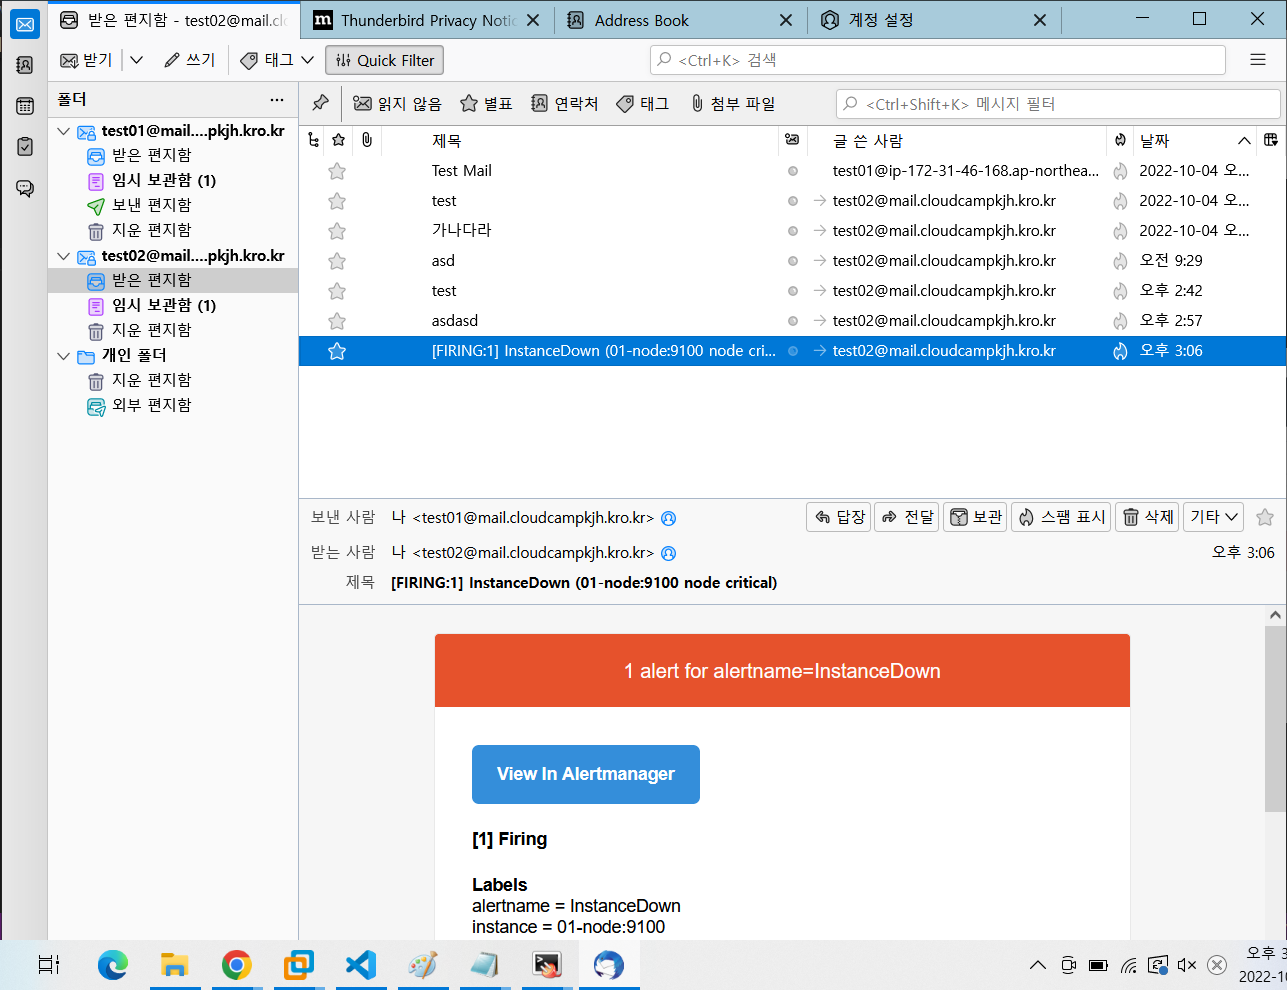 받은 편지함 - test02@mail.cl
Thunderbird Privacy Notic
Address Book
계정 설정
받기
쓰기
태그
Quick Filter
<Ctrl+K> 검색
폴더
읽지 않음
별표
연락처
태그
첨부 파일
<Ctrl+Shift+K> 메시지 필터
test01@mail....pkjh.kro.kr
받은 편지함
임시 보관함 (1)
보낸 편지함
지운 편지함
test02@mail....pkjh.kro.kr
받은 편지함
임시 보관함 (1)
지운 편지함
개인 폴더
지운 편지함
외부 편지함
제목 글 쓴 사람 날짜
Test Mail test01@ip-172-31-46-168.ap-northea... 2022-10-04 오...
test test02@mail.cloudcampkjh.kro.kr 2022-10-04 오...
가나다라 test02@mail.cloudcampkjh.kro.kr 2022-10-04 오...
asd test02@mail.cloudcampkjh.kro.kr 오전 9:29
test test02@mail.cloudcampkjh.kro.kr 오후 2:42
asdasd test02@mail.cloudcampkjh.kro.kr 오후 2:57
[FIRING:1] InstanceDown (01-node:9100 node cri... test02@mail.cloudcampkjh.kro.kr 오후 3:06
보낸 사람 나 <test01@mail.cloudcampkjh.kro.kr>
답장 전달 보관 스팸 표시 삭제 기타
받는 사람 나 <test02@mail.cloudcampkjh.kro.kr> 오후 3:06
제목 [FIRING:1] InstanceDown (01-node:9100 node critical)
1 alert for alertname=InstanceDown
View In Alertmanager
[1] Firing
Labels
alertname = InstanceDown
instance = 01-node:9100
오후 3
2022-10